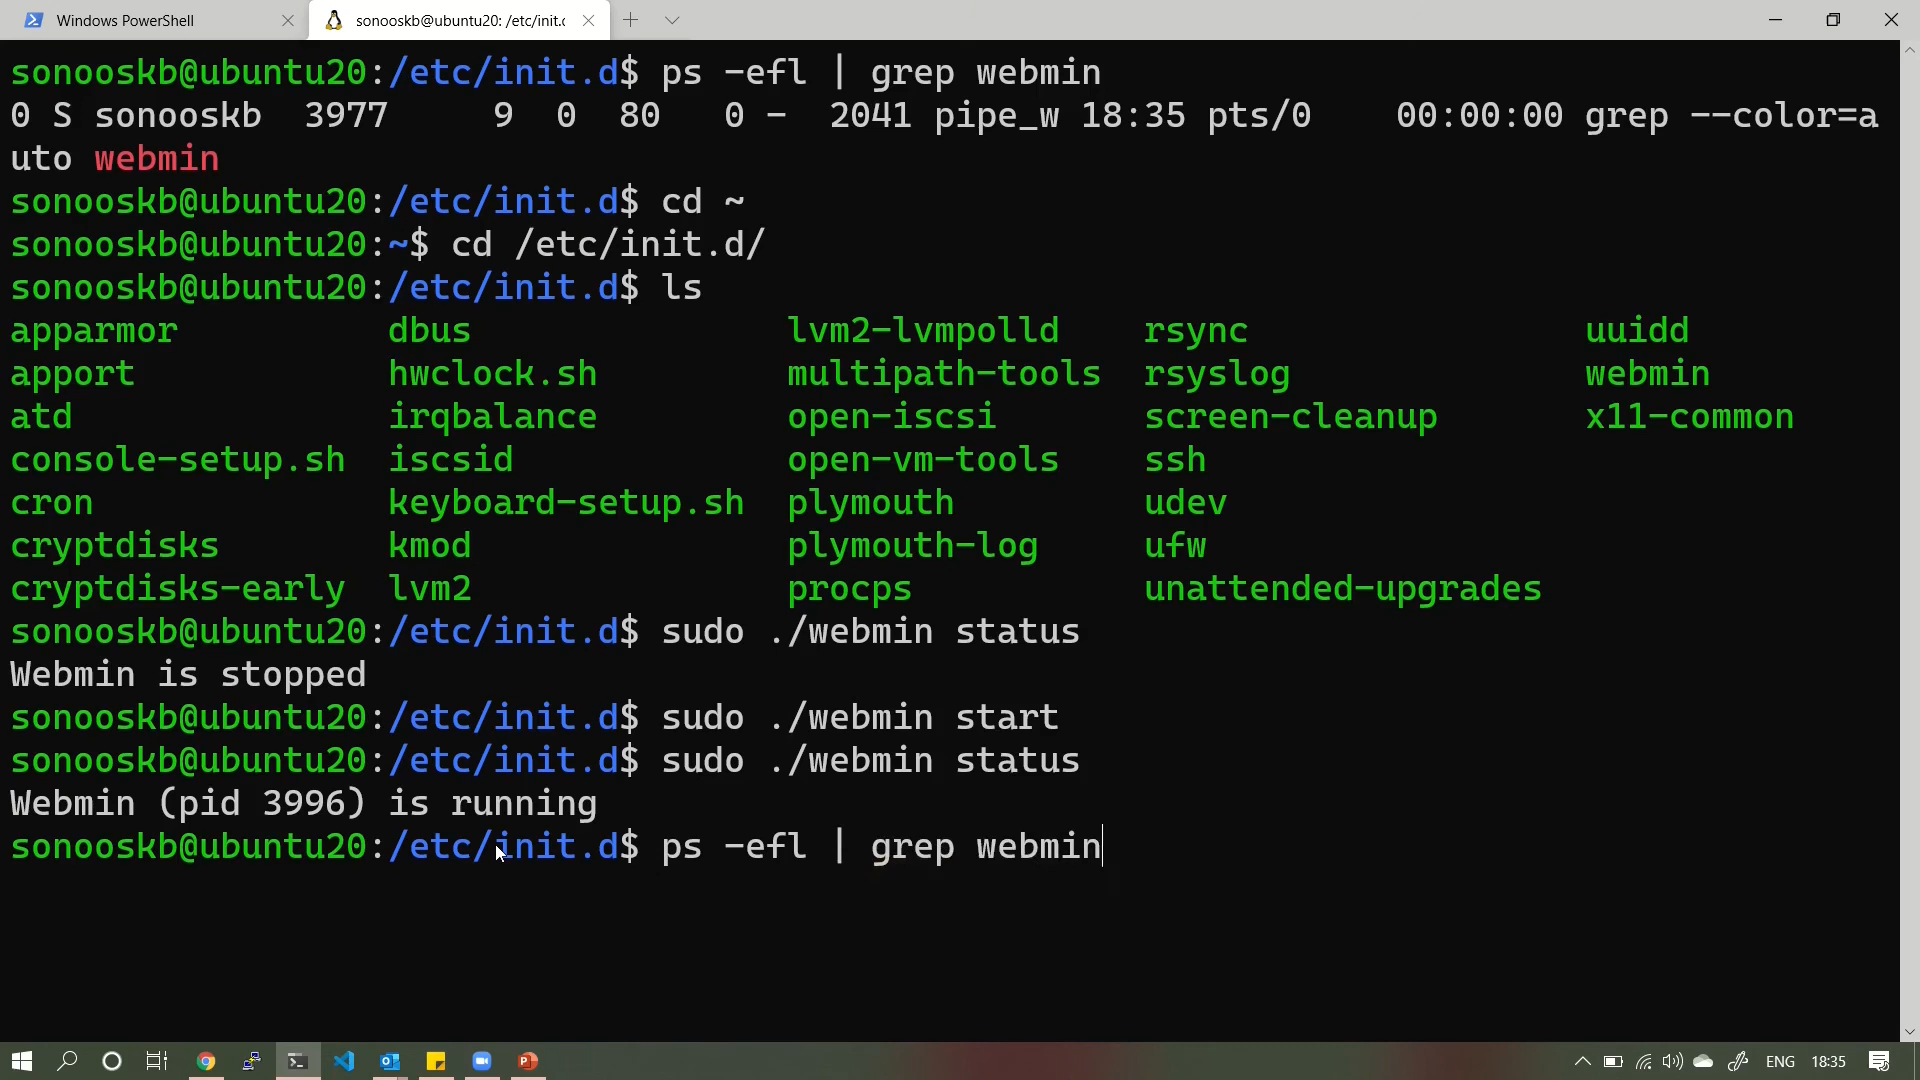 Windows PowerShell
sonooskb@ubuntu20: /etc/init.c
sonooskb@ubuntu20:/etc/init.d$ ps -efl | grep webmin
0 S sonooskb  3977     9  0  80   0 -  2041 pipe_w 18:35 pts/0    00:00:00 grep --color=a
uto webmin
sonooskb@ubuntu20:/etc/init.d$ cd ~
sonooskb@ubuntu20:~$ cd /etc/init.d/
sonooskb@ubuntu20:/etc/init.d$ ls
apparmor          dbus               lvm2-lvmpolld    rsync                uuidd
apport            hwclock.sh         multipath-tools  rsyslog              webmin
atd               irqbalance         open-iscsi       screen-cleanup       x11-common
console-setup.sh  iscsid             open-vm-tools    ssh
cron              keyboard-setup.sh  plymouth         udev
cryptdisks        kmod               plymouth-log     ufw
cryptdisks-early  lvm2               procps           unattended-upgrades
sonooskb@ubuntu20:/etc/init.d$ sudo ./webmin status
Webmin is stopped
sonooskb@ubuntu20:/etc/init.d$ sudo ./webmin start
sonooskb@ubuntu20:/etc/init.d$ sudo ./webmin status
Webmin (pid 3996) is running
sonooskb@ubuntu20:/etc/init.d$ ps -efl | grep webmin
ENG 18:35